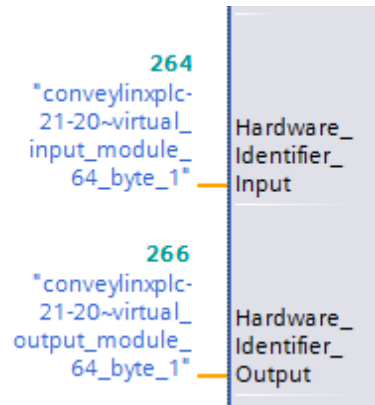 264
"conveylinxplc-
21-20~virtual_
input_module_
64_byte_1"
Hardware_
Identifier_
Input
266
"conveylinxplc-
21-20~virtual_
output_module_
64_byte_1"
Hardware_
Identifier_
Output